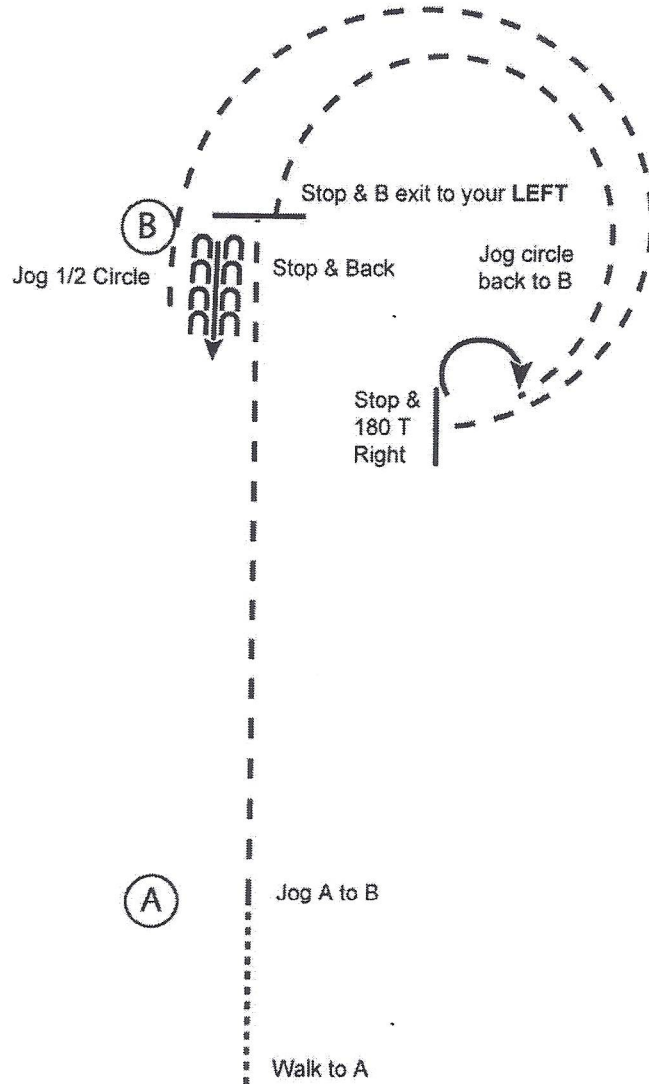 Stop & B exit to your LEFT
B
Jog 1/2 Circle
Stop & Back
Jog circle
back to B
Stop &
180 T
Right
A
Jog A to B
Walk to A